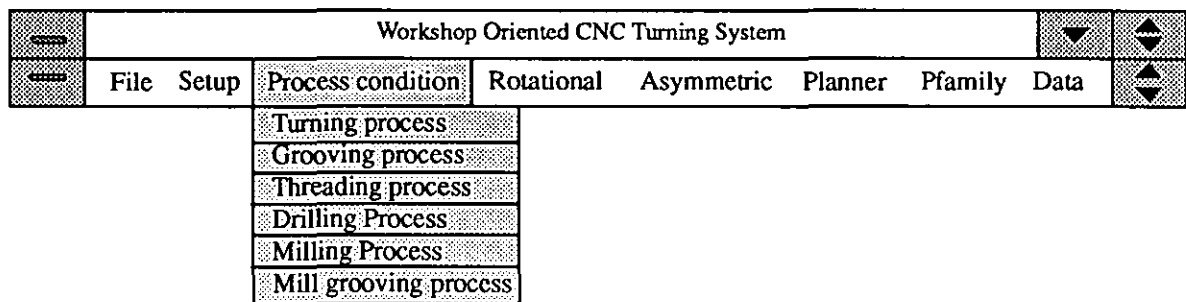 Workshop Oriented CNC Turning System
File Setup Process condition Rotational Asymmetric Planner Pfamily Data
Turning process
Grooving process
Threading process
Drilling Process
Milling Process
Mill grooving process